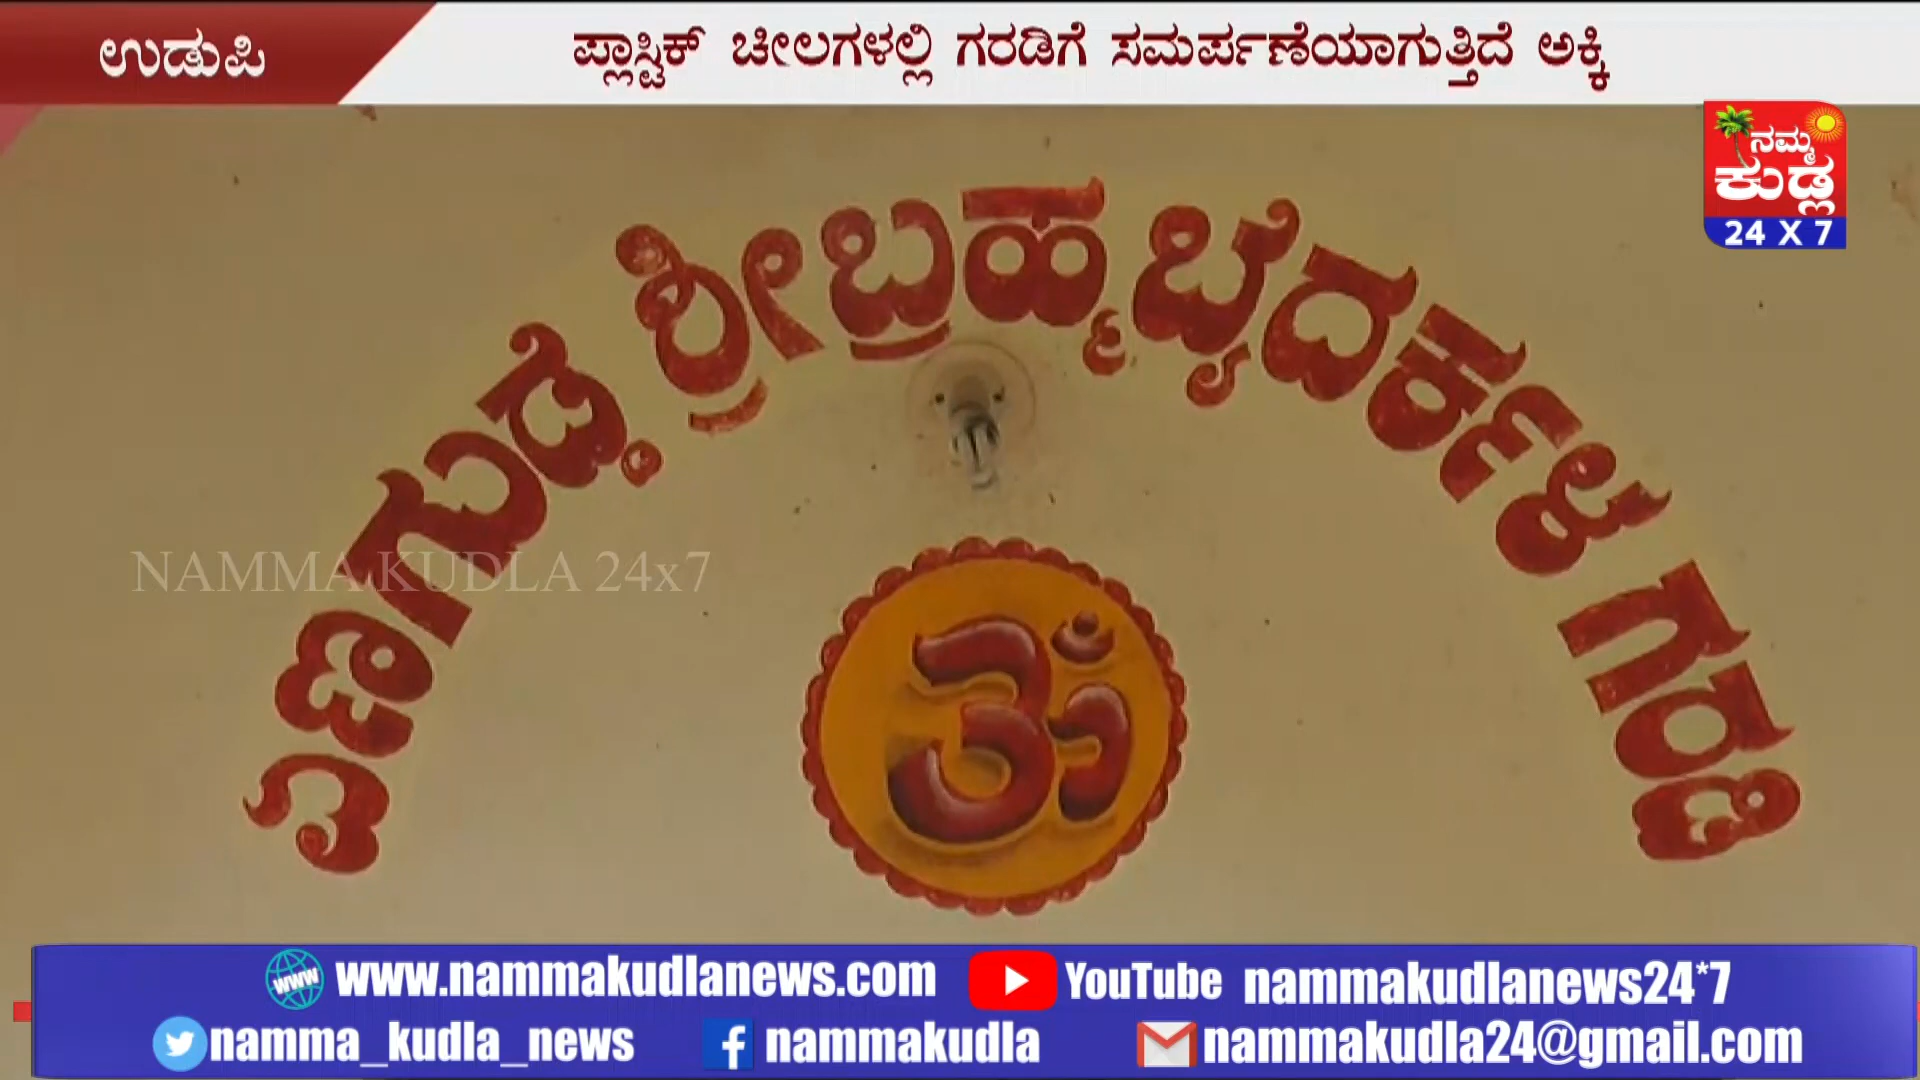 ಉಡುಪಿ
ಪ್ಲಾಸ್ಟಿಕ್ ಚೀಲಗಳಲ್ಲಿ ಗರಡಿಗೆ ಸಮರ್ಪಣೆಯಾಗುತ್ತಿದೆ ಅಕ್ಕಿ
ನಮ್ಮ
ಕುಡ್ಲ
24 X 7
ಶ್ರೀ ಬ್ರಹ್ಮ ಬೈದರ್ಕಳ ಗರಡಿ
NAMMA KUDLA 24x7
ಓಂ
www www.nammakudlanews.com YouTube nammakudlanews24*7
namma_kudla_news nammakudla nammakudla24@gmail.com